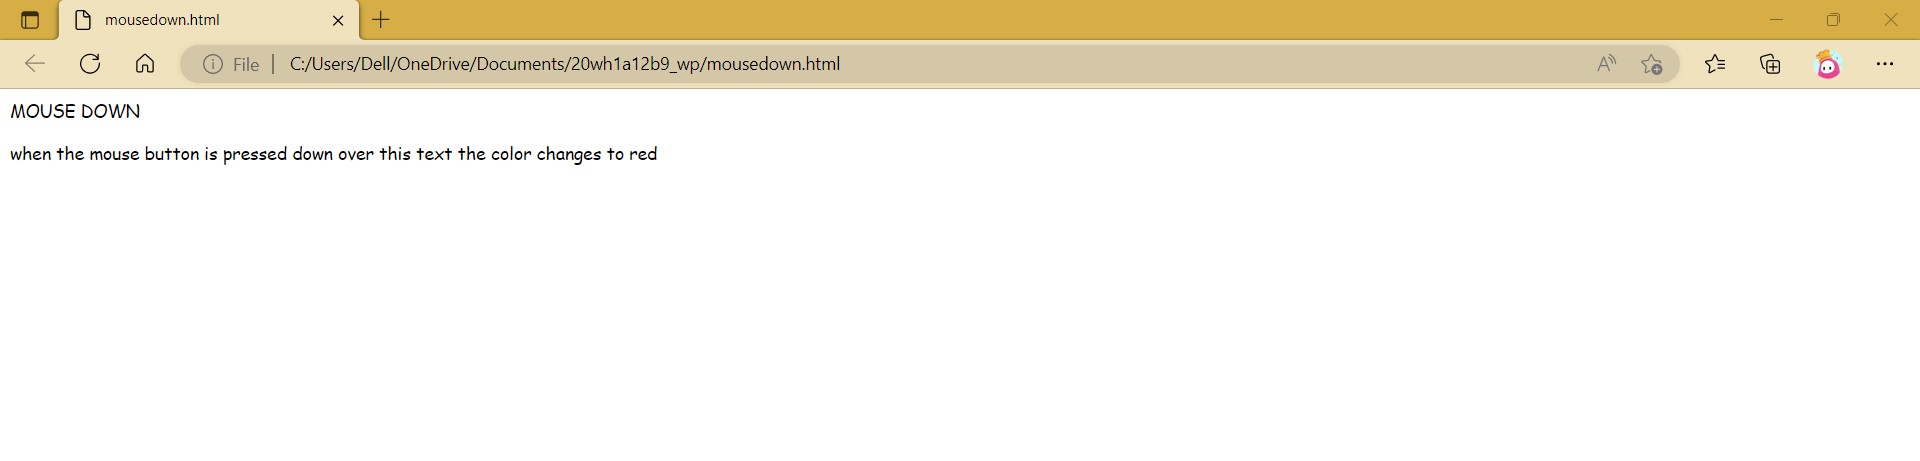 mousedown.html
File | C:/Users/Dell/OneDrive/Documents/20wh1a12b9_wp/mousedown.html
MOUSE DOWN
when the mouse button is pressed down over this text the color changes to red